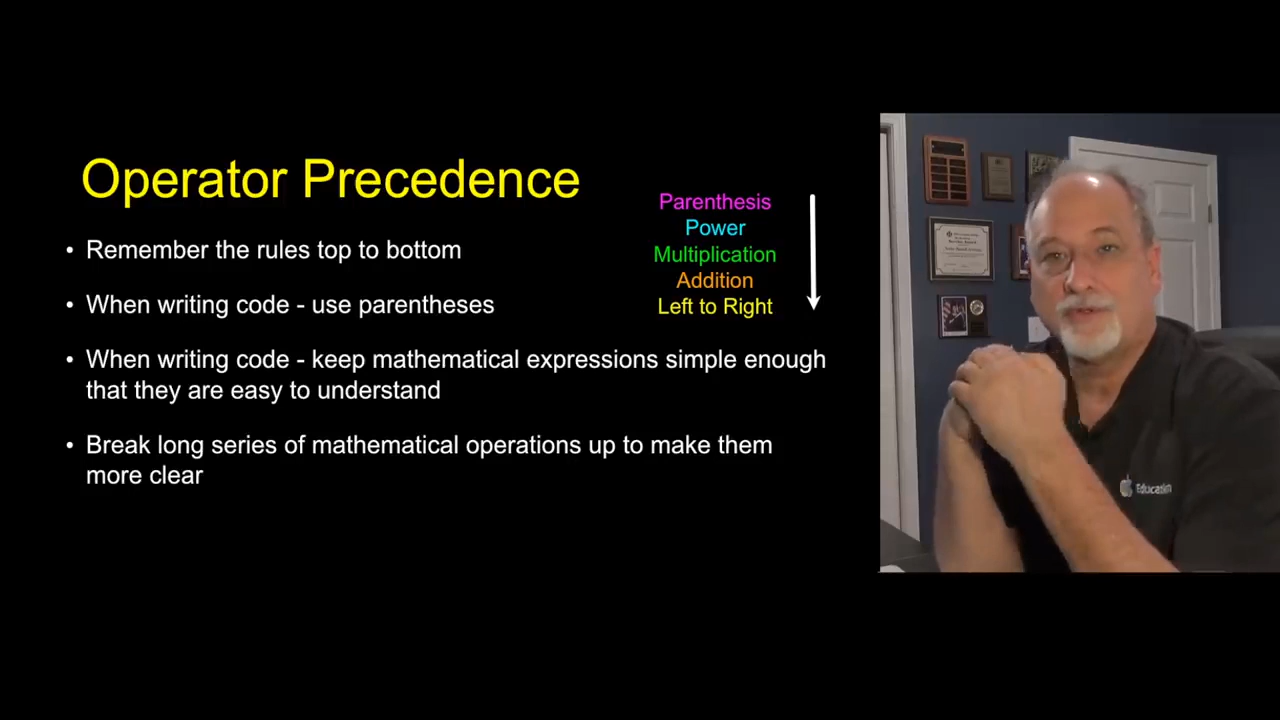 Operator Precedence
• Remember the rules top to bottom
• When writing code - use parentheses
• When writing code - keep mathematical expressions simple enough
that they are easy to understand
• Break long series of mathematical operations up to make them
more clear
Parenthesis
Power
Multiplication
Addition
Left to Right
Education